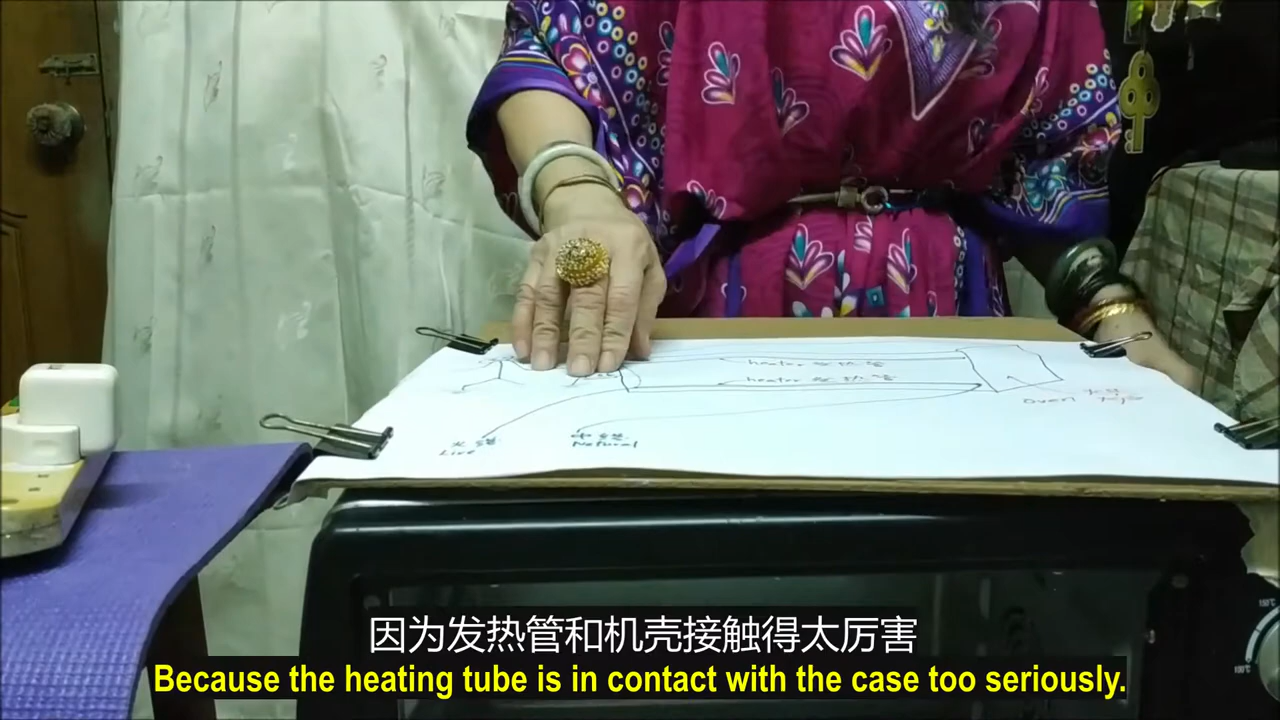 heater 发热管
heater 发热管
oven
火线
Live
中线
Natural
因为发热管和机壳接触得太厉害
Because the heating tube is in contact with the case too seriously.